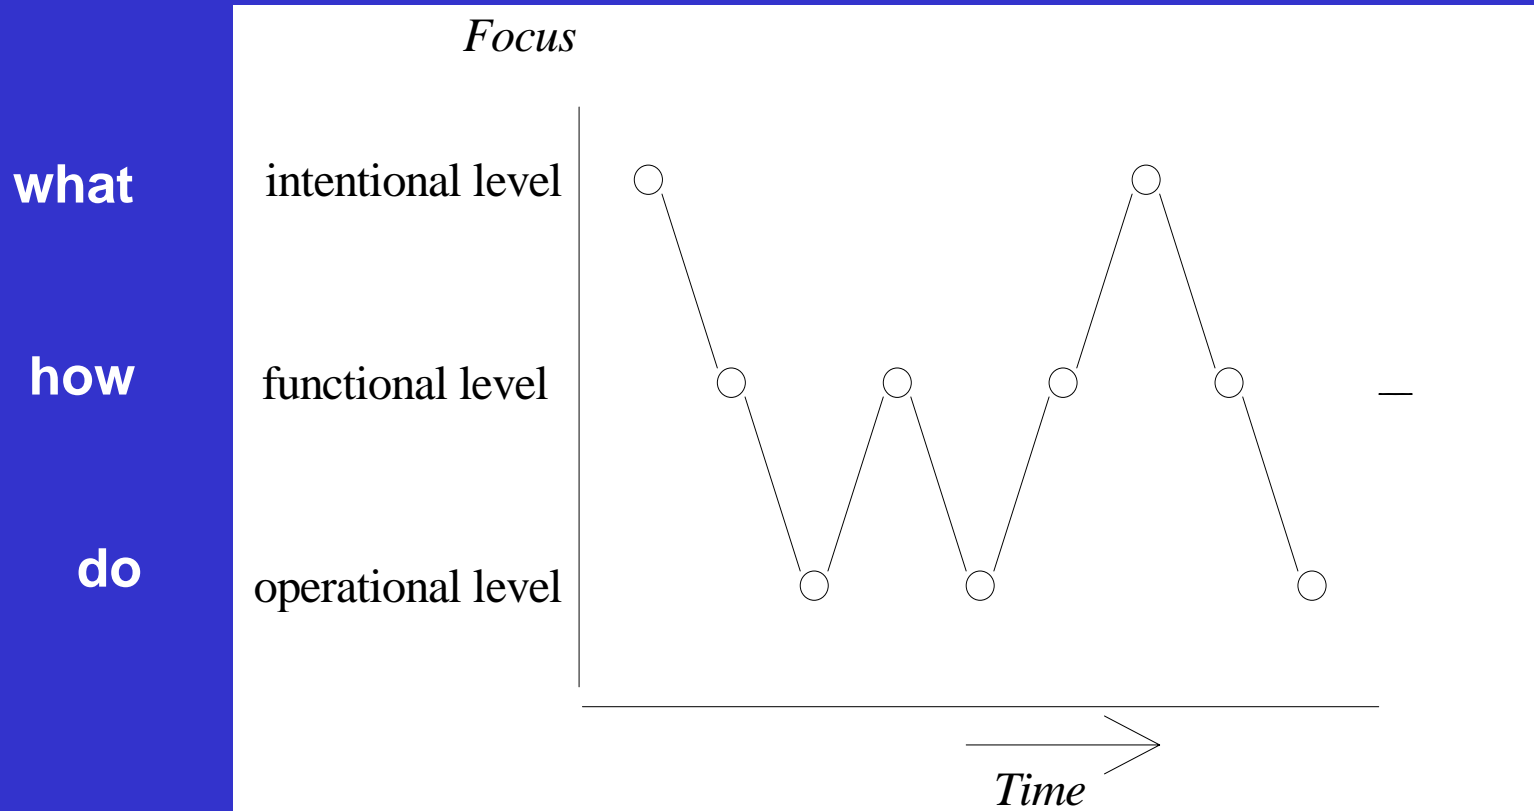 Focus
what
intentional level
how
functional level
do
operational level
Time